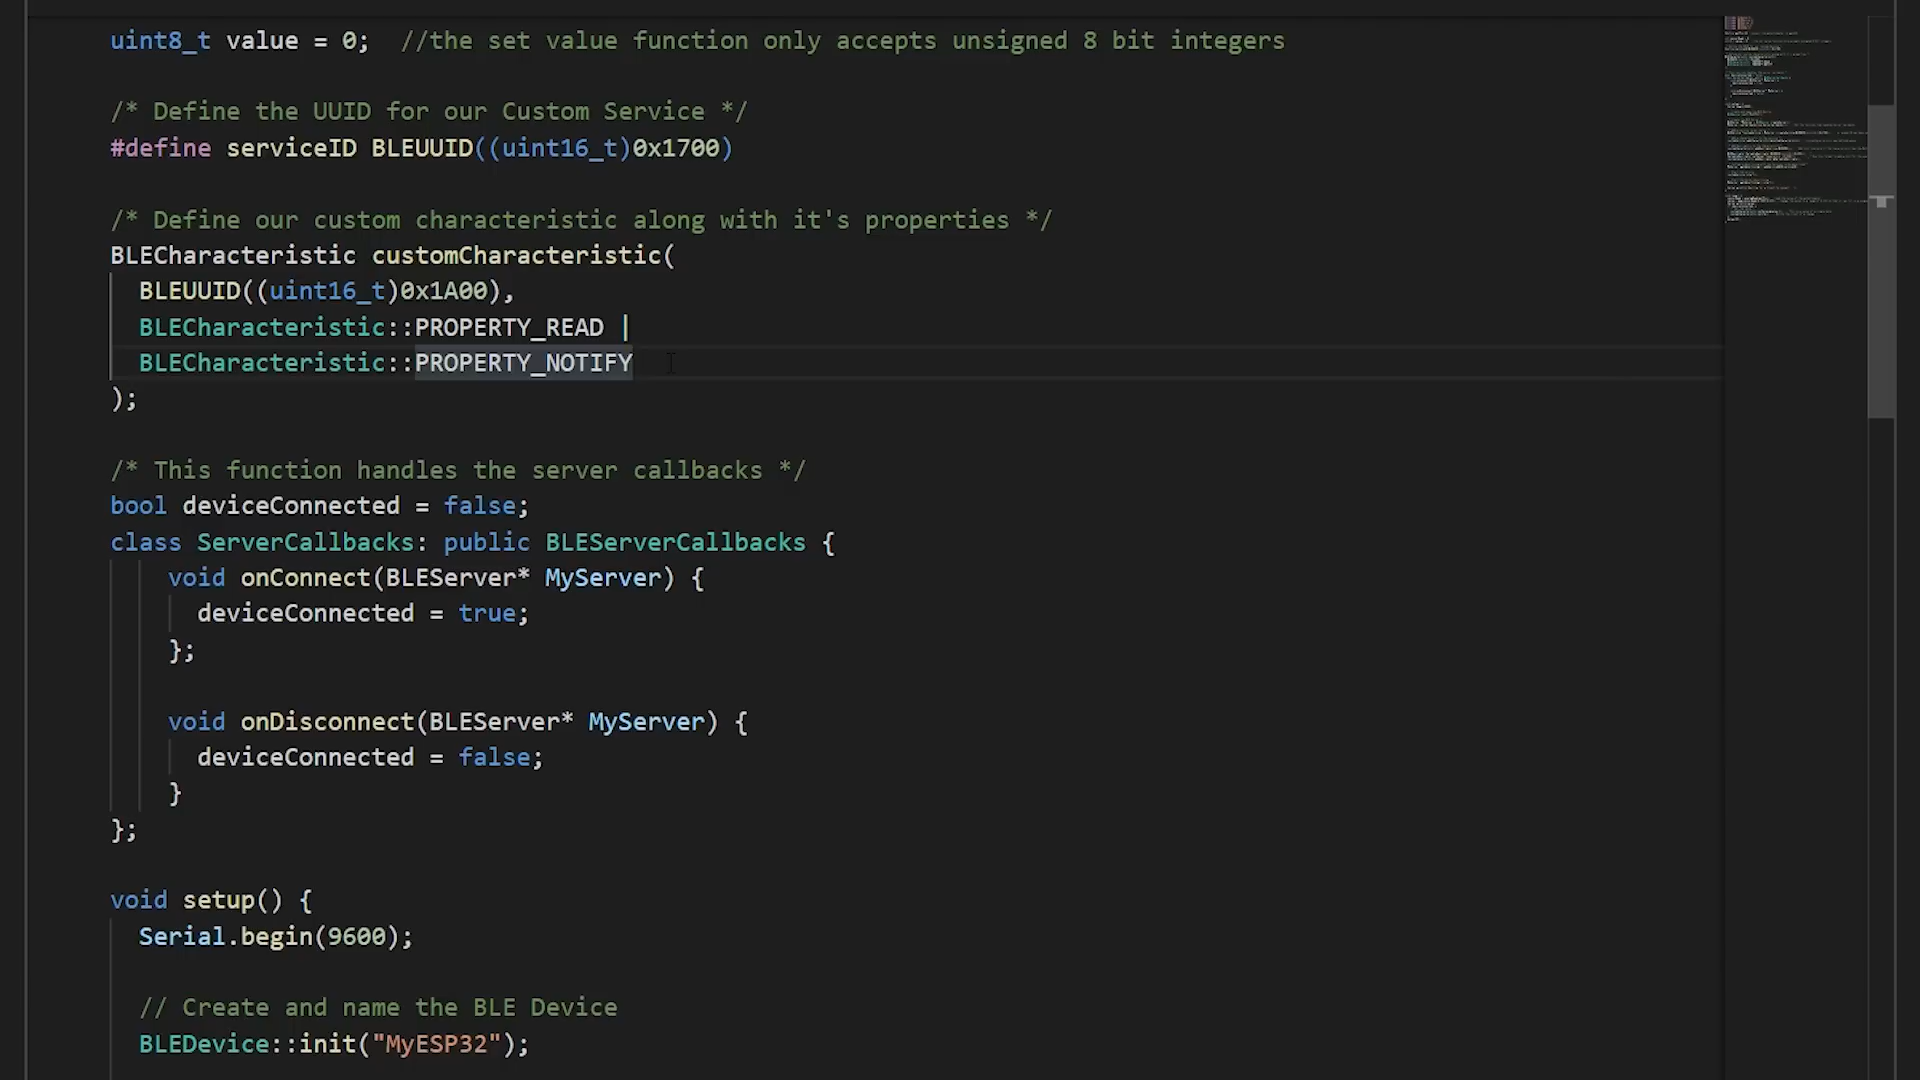 uint8_t value = 0;  //the set value function only accepts unsigned 8 bit integers
/* Define the UUID for our Custom Service */
#define serviceID BLEUUID((uint16_t)0x1700)
/* Define our custom characteristic along with it's properties */
BLECharacteristic customCharacteristic(
  BLEUUID((uint16_t)0x1A00),
  BLECharacteristic::PROPERTY_READ |
  BLECharacteristic::PROPERTY_NOTIFY
);
/* This function handles the server callbacks */
bool deviceConnected = false;
class ServerCallbacks: public BLEServerCallbacks {
    void onConnect(BLEServer* MyServer) {
      deviceConnected = true;
    };
    void onDisconnect(BLEServer* MyServer) {
      deviceConnected = false;
    }
};
void setup() {
  Serial.begin(9600);
  // Create and name the BLE Device
  BLEDevice::init("MyESP32");